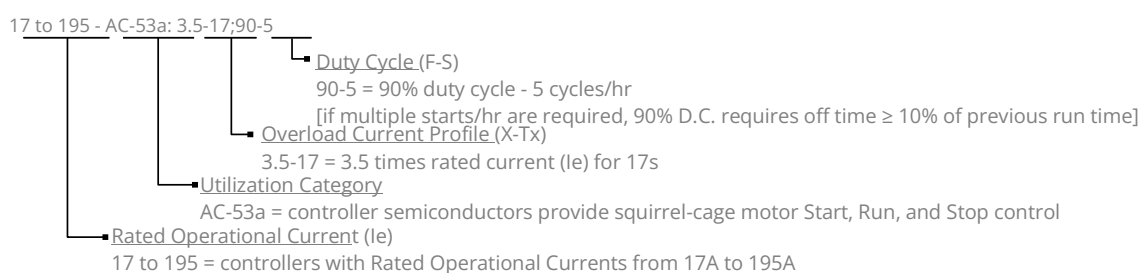 17 to 195 - AC-53a: 3.5-17;90-5
Duty Cycle (F-S)
90-5 = 90% duty cycle - 5 cycles/hr
[if multiple starts/hr are required, 90% D.C. requires off time ≥ 10% of previous run time]
Overload Current Profile (X-Tx)
3.5-17 = 3.5 times rated current (Ie) for 17s
Utilization Category
AC-53a = controller semiconductors provide squirrel-cage motor Start, Run, and Stop control
Rated Operational Current (Ie)
17 to 195 = controllers with Rated Operational Currents from 17A to 195A